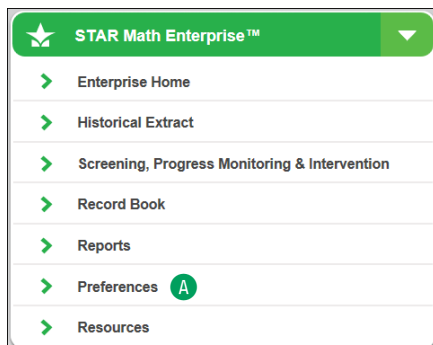 STAR Math Enterprise™
Enterprise Home
Historical Extract
Screening, Progress Monitoring & Intervention
Record Book
Reports
Preferences A
Resources